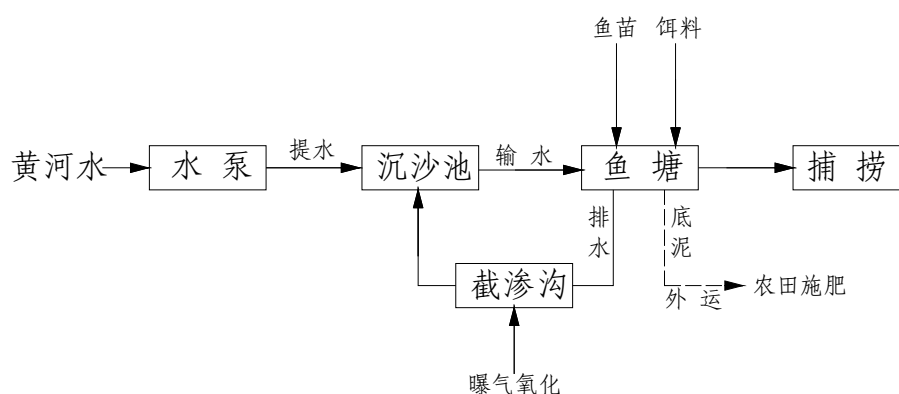 鱼苗
饵料
黄河水
水泵
提水
沉沙池
输水
鱼塘
捕捞
排水
底泥
截渗沟
外运
农田施肥
曝气氧化